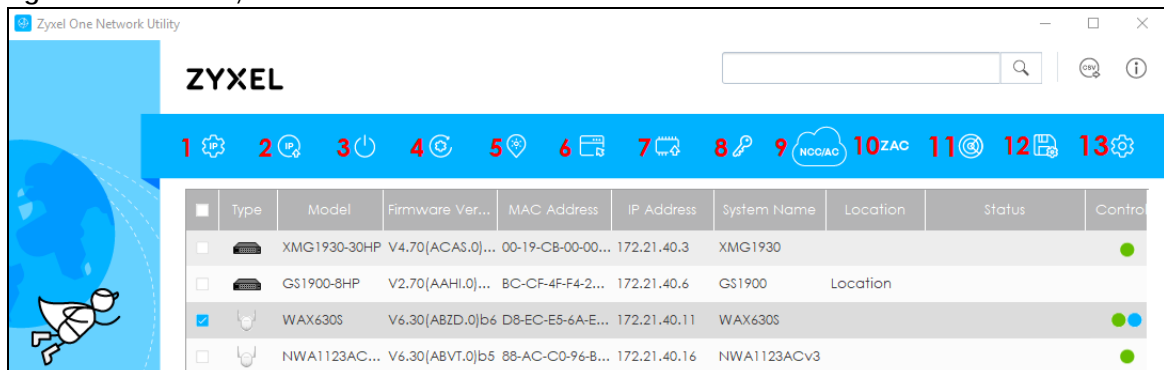 Zyxel One Network Utility
ZYXEL
CSV
1 IP 2 IP 3 4 5 6 7 8 9 NCC/AC 10 ZAC 11 12 13
Type Model Firmware Ver... MAC Address IP Address System Name Location Status Control
XMG1930-30HP V4.70(ACAS.0)... 00-19-CB-00-00... 172.21.40.3 XMG1930
GS1900-8HP V2.70(AAHI.0)... BC-CF-4F-F4-2... 172.21.40.6 GS1900 Location
WAX630S V6.30(ABZD.0)b6 D8-EC-E5-6A-E... 172.21.40.11 WAX630S
NWA1123AC... V6.30(ABVT.0)b5 88-AC-C0-96-B... 172.21.40.16 NWA1123ACv3